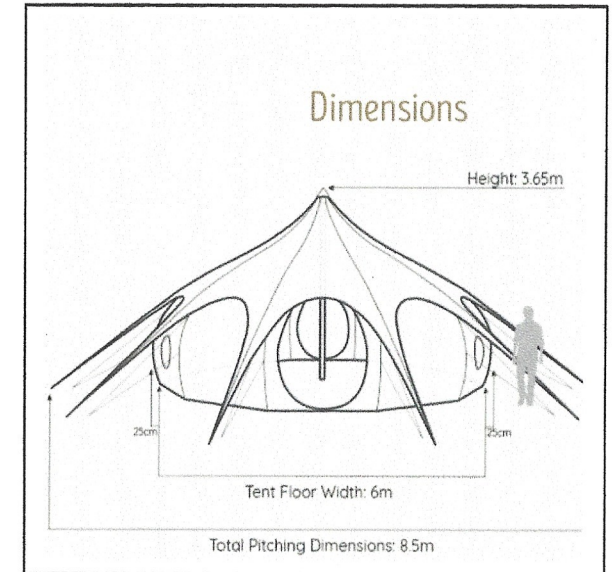 Dimensions
Height: 3.65m
25cm
25cm
Tent Floor Width: 6m
Total Pitching Dimensions: 8.5m